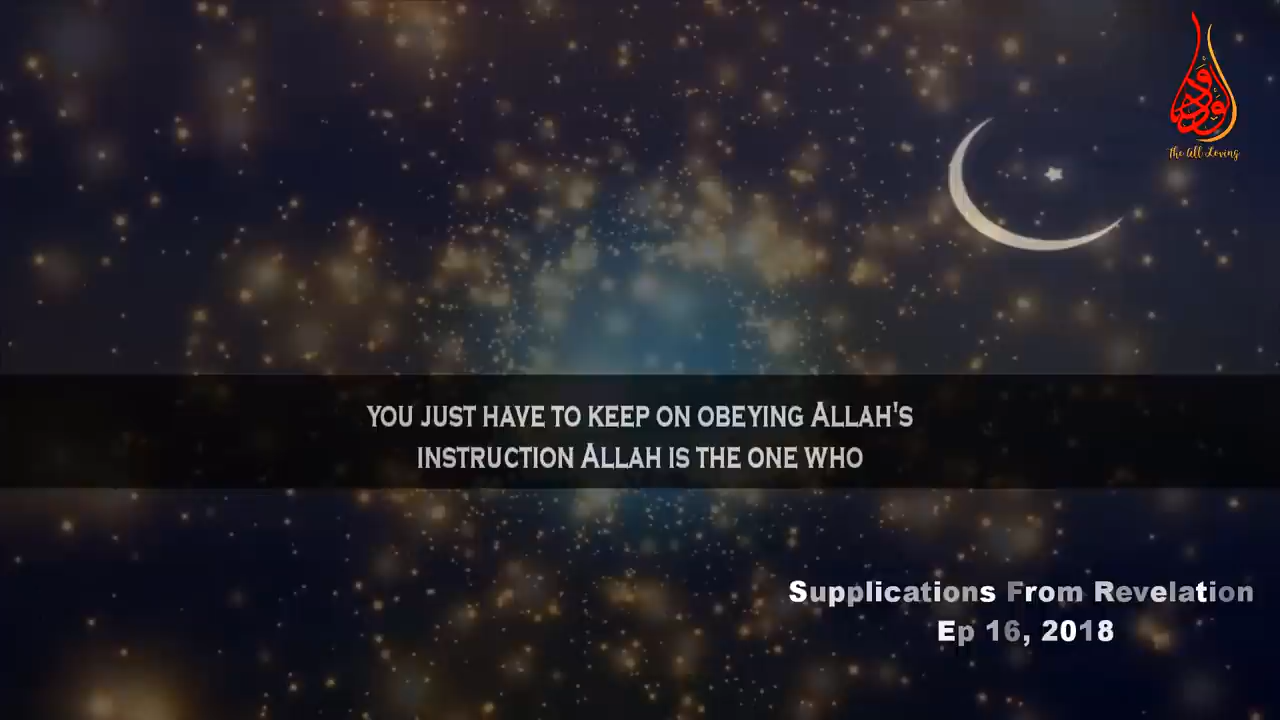 الودود
The All Loving
YOU JUST HAVE TO KEEP ON OBEYING ALLAH'S
INSTRUCTION ALLAH IS THE ONE WHO
Supplications From Revelation
Ep 16, 2018